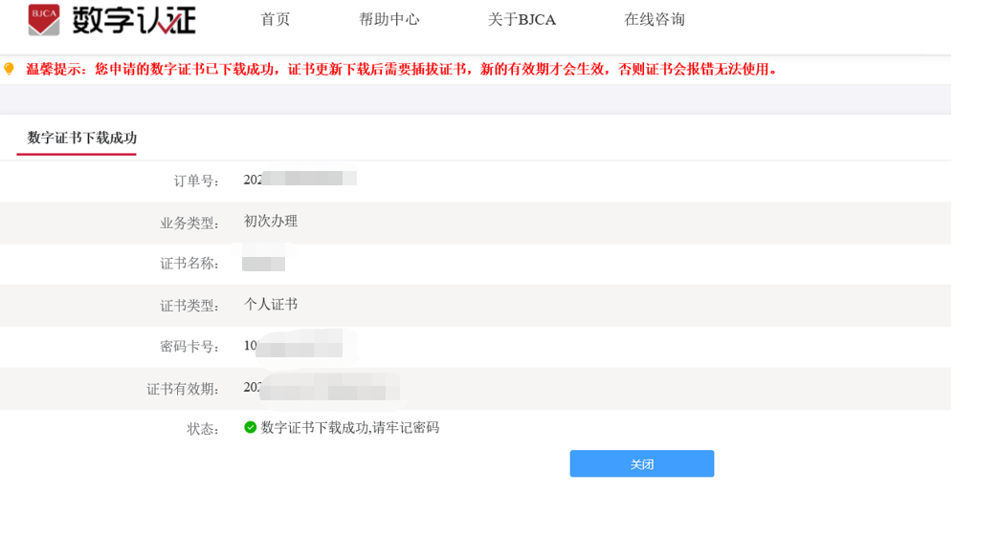 BJCA 数字认证 首页 帮助中心 关于BJCA 在线咨询
温馨提示：您申请的数字证书已下载成功，证书更新下载后需要插拔证书，新的有效期才会生效，否则证书会报错无法使用。
数字证书下载成功
订单号： 202
业务类型： 初次办理
证书名称：
证书类型： 个人证书
密码卡号： 10
证书有效期： 202
状态： 数字证书下载成功,请牢记密码
关闭